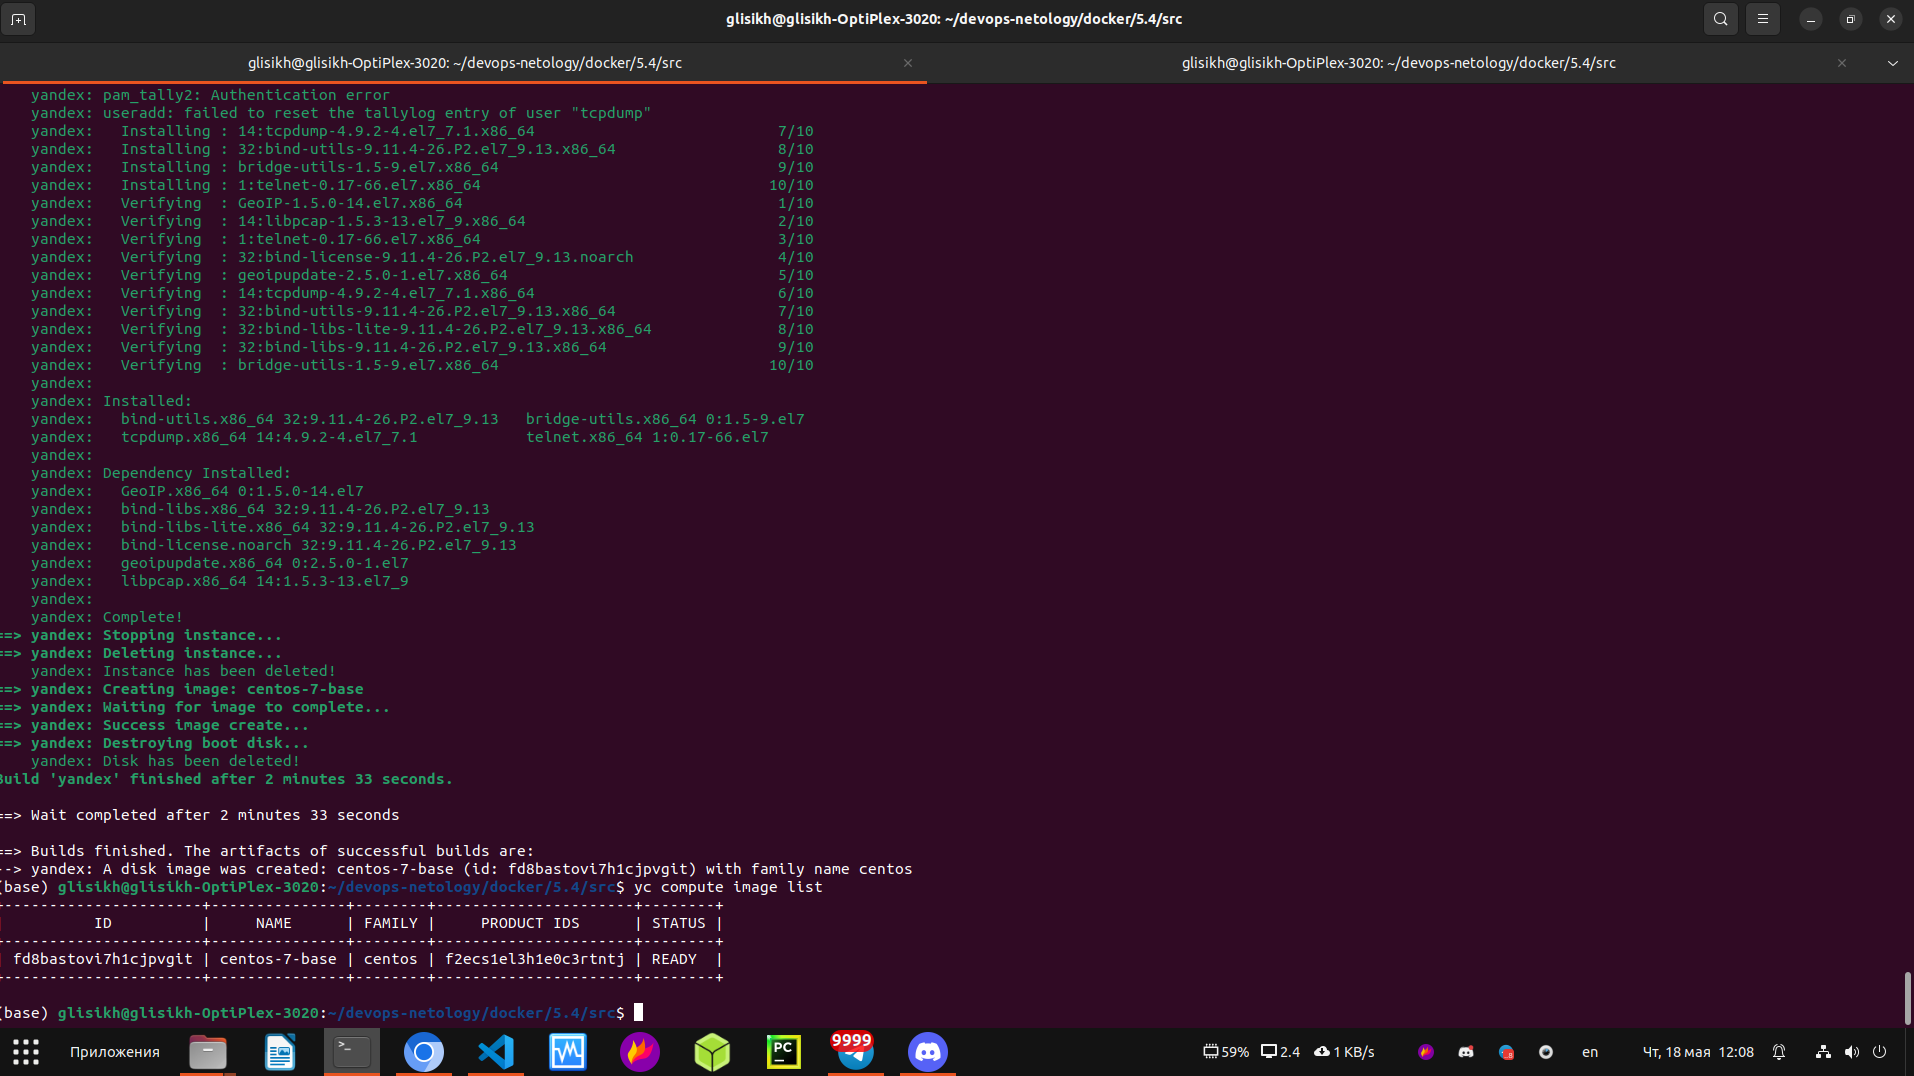 glisikh@glisikh-OptiPlex-3020: ~/devops-netology/docker/5.4/src
glisikh@glisikh-OptiPlex-3020: ~/devops-netology/docker/5.4/src
glisikh@glisikh-OptiPlex-3020: ~/devops-netology/docker/5.4/src
yandex: pam_tally2: Authentication error
yandex: useradd: failed to reset the tallylog entry of user "tcpdump"
yandex:   Installing : 14:tcpdump-4.9.2-4.el7_7.1.x86_64 7/10
yandex:   Installing : 32:bind-utils-9.11.4-26.P2.el7_9.13.x86_64 8/10
yandex:   Installing : bridge-utils-1.5-9.el7.x86_64 9/10
yandex:   Installing : 1:telnet-0.17-66.el7.x86_64 10/10
yandex:   Verifying  : GeoIP-1.5.0-14.el7.x86_64 1/10
yandex:   Verifying  : 14:libpcap-1.5.3-13.el7_9.x86_64 2/10
yandex:   Verifying  : 1:telnet-0.17-66.el7.x86_64 3/10
yandex:   Verifying  : 32:bind-license-9.11.4-26.P2.el7_9.13.noarch 4/10
yandex:   Verifying  : geoipupdate-2.5.0-1.el7.x86_64 5/10
yandex:   Verifying  : 14:tcpdump-4.9.2-4.el7_7.1.x86_64 6/10
yandex:   Verifying  : 32:bind-utils-9.11.4-26.P2.el7_9.13.x86_64 7/10
yandex:   Verifying  : 32:bind-libs-lite-9.11.4-26.P2.el7_9.13.x86_64 8/10
yandex:   Verifying  : 32:bind-libs-9.11.4-26.P2.el7_9.13.x86_64 9/10
yandex:   Verifying  : bridge-utils-1.5-9.el7.x86_64 10/10
yandex:
yandex: Installed:
yandex:   bind-utils.x86_64 32:9.11.4-26.P2.el7_9.13   bridge-utils.x86_64 0:1.5-9.el7
yandex:   tcpdump.x86_64 14:4.9.2-4.el7_7.1   telnet.x86_64 1:0.17-66.el7
yandex:
yandex: Dependency Installed:
yandex:   GeoIP.x86_64 0:1.5.0-14.el7
yandex:   bind-libs.x86_64 32:9.11.4-26.P2.el7_9.13
yandex:   bind-libs-lite.x86_64 32:9.11.4-26.P2.el7_9.13
yandex:   bind-license.noarch 32:9.11.4-26.P2.el7_9.13
yandex:   geoipupdate.x86_64 0:2.5.0-1.el7
yandex:   libpcap.x86_64 14:1.5.3-13.el7_9
yandex:
yandex: Complete!
==> yandex: Stopping instance...
==> yandex: Deleting instance...
yandex: Instance has been deleted!
==> yandex: Creating image: centos-7-base
==> yandex: Waiting for image to complete...
==> yandex: Success image create...
==> yandex: Destroying boot disk...
yandex: Disk has been deleted!
Build 'yandex' finished after 2 minutes 33 seconds.
==> Wait completed after 2 minutes 33 seconds
==> Builds finished. The artifacts of successful builds are:
--> yandex: A disk image was created: centos-7-base (id: fd8bastovi7h1cjpvgit) with family name centos
(base) glisikh@glisikh-OptiPlex-3020:~/devops-netology/docker/5.4/src$ yc compute image list
+----------------------+---------------+--------+----------------------+--------+
|          ID          |     NAME      | FAMILY |     PRODUCT IDS      | STATUS |
+----------------------+---------------+--------+----------------------+--------+
| fd8bastovi7h1cjpvgit | centos-7-base | centos | f2ecs1el3h1e0c3rtntj | READY  |
+----------------------+---------------+--------+----------------------+--------+
(base) glisikh@glisikh-OptiPlex-3020:~/devops-netology/docker/5.4/src$
Приложения >_ PC 9999 59% 2.4 1 KB/s en Чт, 18 мая 12:08